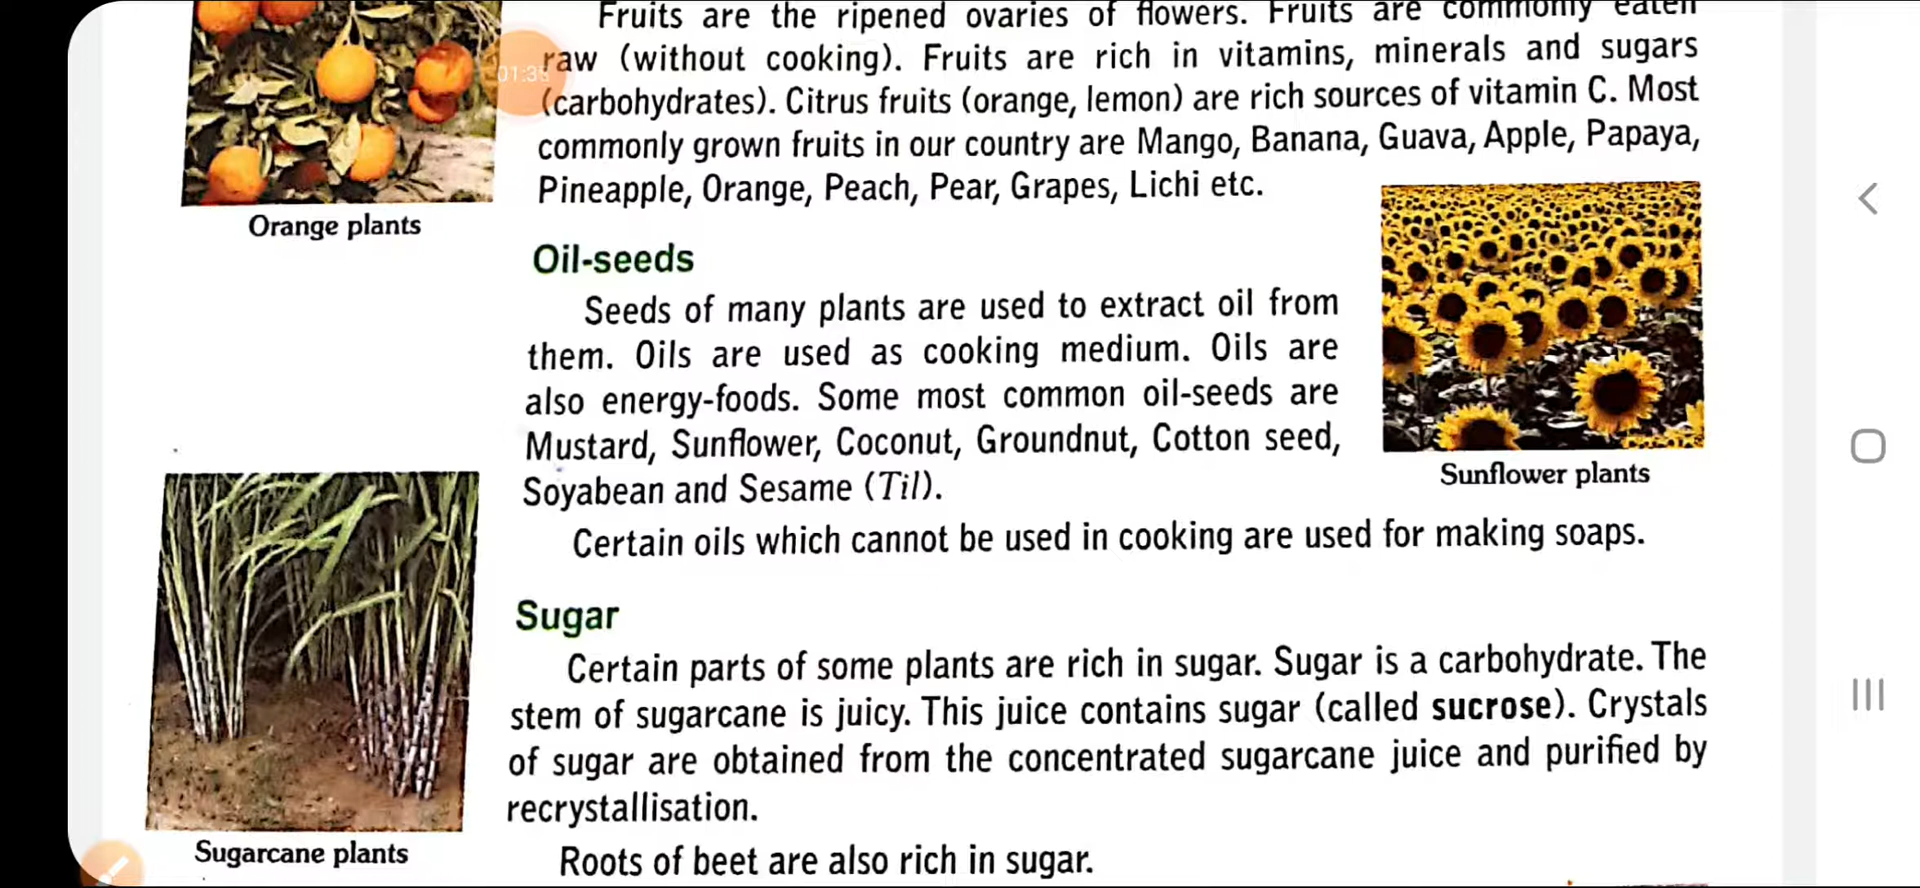 Fruits are the ripened ovaries of flowers. Fruits are commonly eaten
raw (without cooking). Fruits are rich in vitamins, minerals and sugars
(carbohydrates). Citrus fruits (orange, lemon) are rich sources of vitamin C. Most
commonly grown fruits in our country are Mango, Banana, Guava, Apple, Papaya,
Pineapple, Orange, Peach, Pear, Grapes, Lichi etc.
Orange plants
Oil-seeds
Seeds of many plants are used to extract oil from
them. Oils are used as cooking medium. Oils are
also energy-foods. Some most common oil-seeds are
Mustard, Sunflower, Coconut, Groundnut, Cotton seed,
Soyabean and Sesame (Til).
Sunflower plants
Certain oils which cannot be used in cooking are used for making soaps.
Sugar
Certain parts of some plants are rich in sugar. Sugar is a carbohydrate. The
stem of sugarcane is juicy. This juice contains sugar (called sucrose). Crystals
of sugar are obtained from the concentrated sugarcane juice and purified by
recrystallisation.
Sugarcane plants
Roots of beet are also rich in sugar.